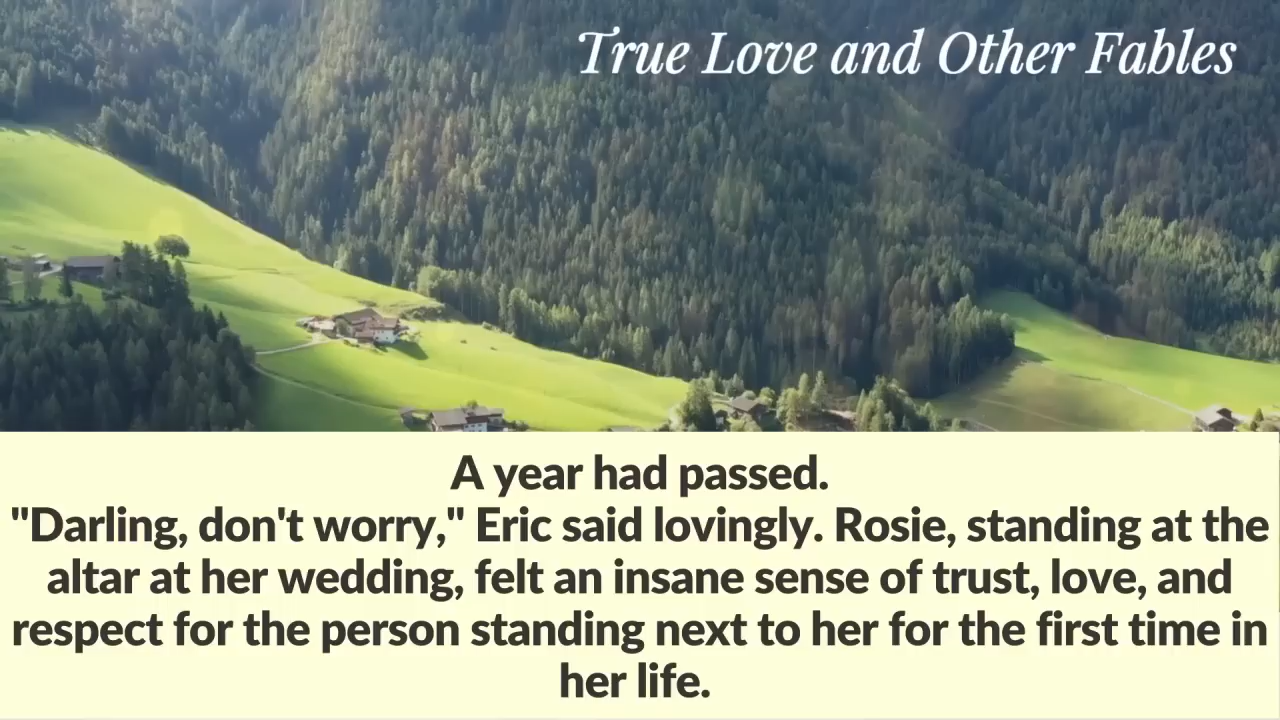 True Love and Other Fables
A year had passed.
"Darling, don't worry," Eric said lovingly. Rosie, standing at the
altar at her wedding, felt an insane sense of trust, love, and
respect for the person standing next to her for the first time in
her life.